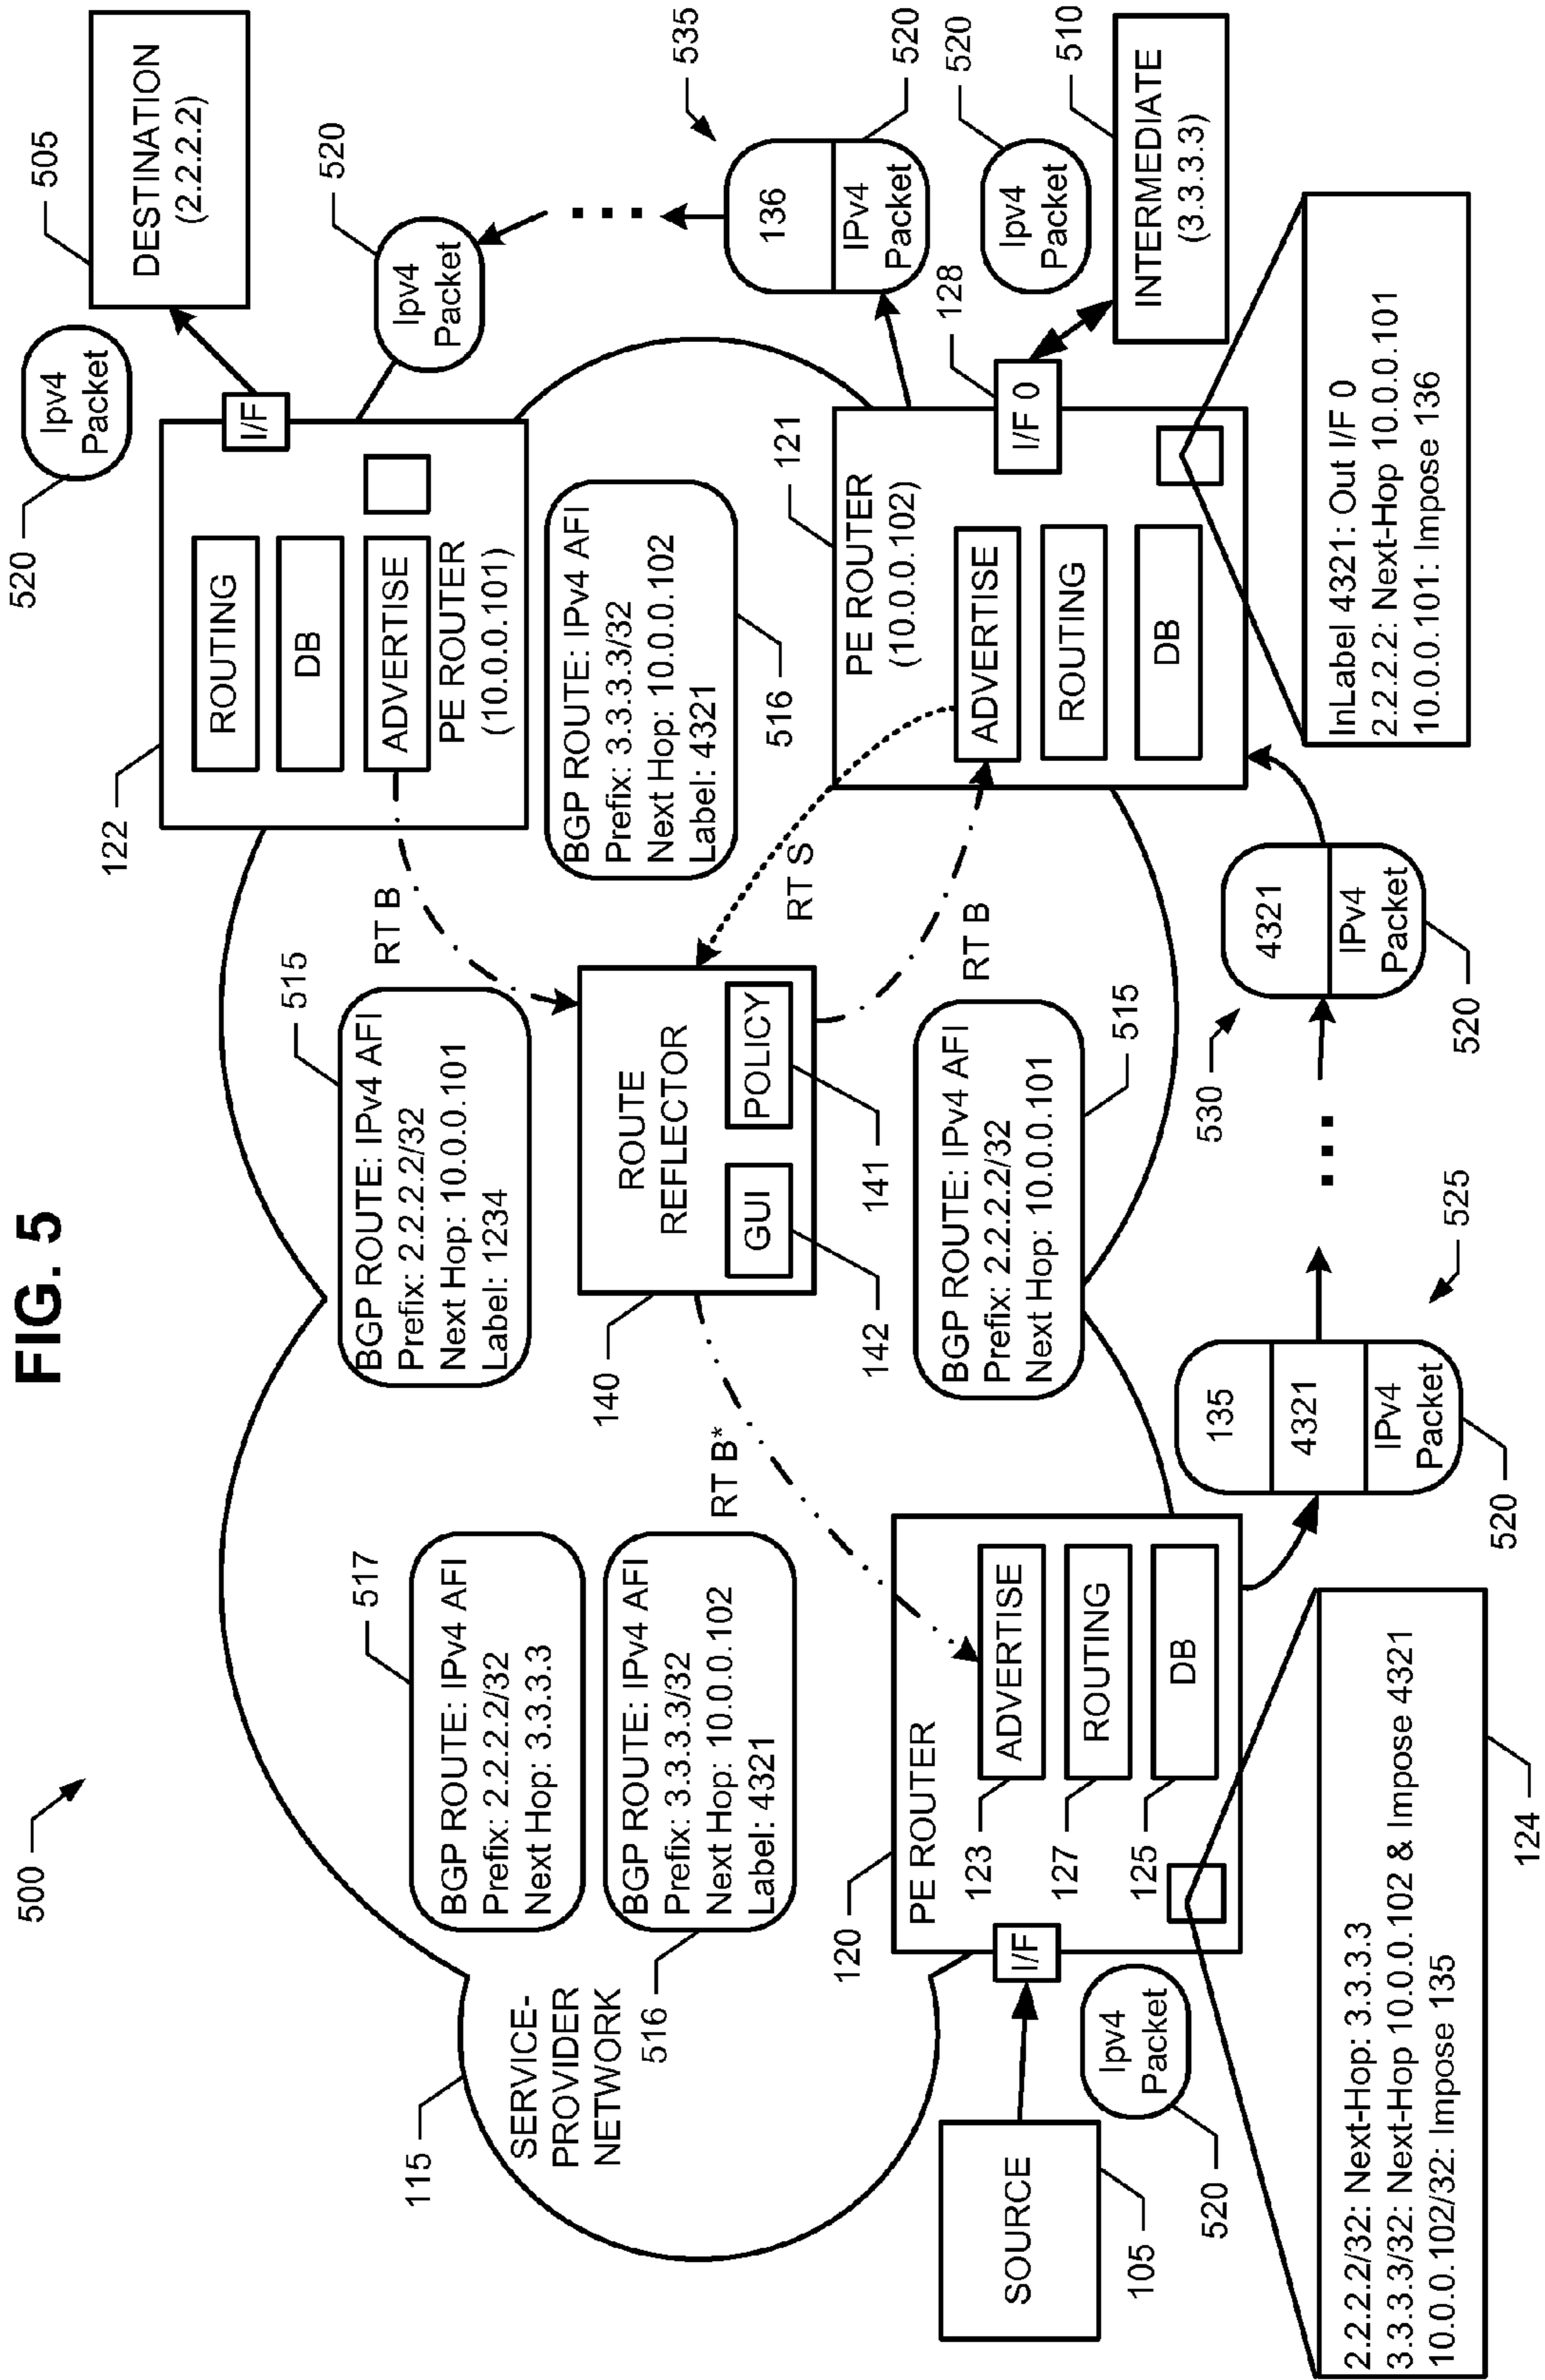 FIG. 5
500
115
SERVICE-
PROVIDER
NETWORK
517
BGP ROUTE: IPv4 AFI
Prefix: 2.2.2.2/32
Next Hop: 3.3.3.3
516
BGP ROUTE: IPv4 AFI
Prefix: 3.3.3.3/32
Next Hop: 10.0.0.102
Label: 4321
515
BGP ROUTE: IPv4 AFI
Prefix: 2.2.2.2/32
Next Hop: 10.0.0.101
Label: 1234
RT B
122
ROUTING
DB
ADVERTISE
PE ROUTER
(10.0.0.101)
I/F
520
Ipv4
Packet
505
DESTINATION
(2.2.2.2)
520
Ipv4
Packet
BGP ROUTE: IPv4 AFI
Prefix: 3.3.3.3/32
Next Hop: 10.0.0.102
Label: 4321
516
140
ROUTE
REFLECTOR
GUI
POLICY
142
141
RT B*
RT S
RT B
BGP ROUTE: IPv4 AFI
Prefix: 2.2.2.2/32
Next Hop: 10.0.0.101
515
535
136
IPv4
Packet
520
121
PE ROUTER
(10.0.0.102)
ADVERTISE
ROUTING
DB
I/F 0
128
Ipv4
Packet
520
INTERMEDIATE
(3.3.3.3)
510
120
PE ROUTER
123
ADVERTISE
127
ROUTING
125
DB
I/F
SOURCE
105
Ipv4
Packet
520
135
4321
IPv4
Packet
520
525
530
4321
IPv4
Packet
520
2.2.2.2/32: Next-Hop: 3.3.3.3
3.3.3.3/32: Next-Hop 10.0.0.102 & Impose 4321
10.0.0.102/32: Impose 135
124
InLabel 4321: Out I/F 0
2.2.2.2: Next-Hop 10.0.0.101
10.0.0.101: Impose 136